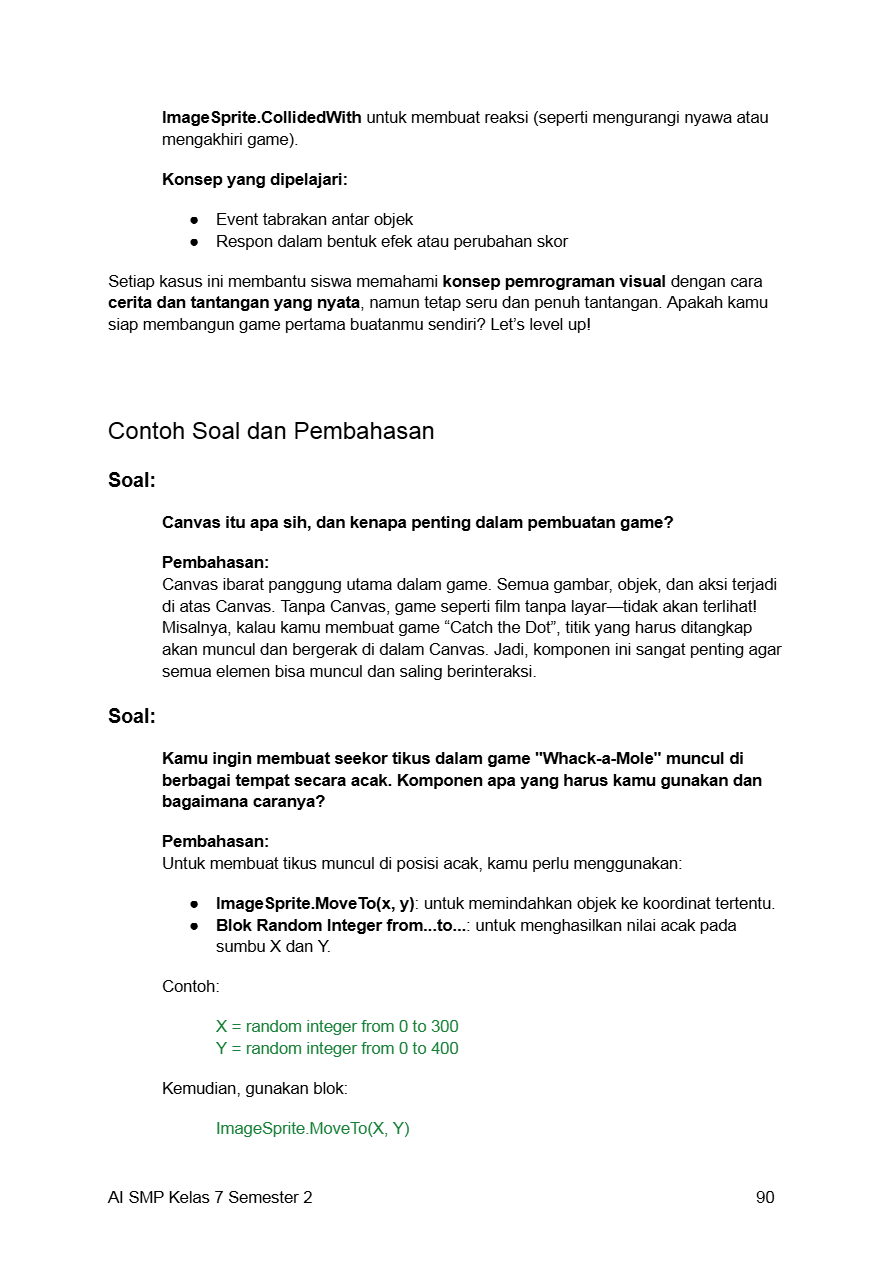 ImageSprite.CollidedWith untuk membuat reaksi (seperti mengurangi nyawa atau
mengakhiri game).
Konsep yang dipelajari:
● Event tabrakan antar objek
● Respon dalam bentuk efek atau perubahan skor
Setiap kasus ini membantu siswa memahami konsep pemrograman visual dengan cara
cerita dan tantangan yang nyata, namun tetap seru dan penuh tantangan. Apakah kamu
siap membangun game pertama buatanmu sendiri? Let’s level up!
Contoh Soal dan Pembahasan
Soal:
Canvas itu apa sih, dan kenapa penting dalam pembuatan game?
Pembahasan:
Canvas ibarat panggung utama dalam game. Semua gambar, objek, dan aksi terjadi
di atas Canvas. Tanpa Canvas, game seperti film tanpa layar—tidak akan terlihat!
Misalnya, kalau kamu membuat game “Catch the Dot”, titik yang harus ditangkap
akan muncul dan bergerak di dalam Canvas. Jadi, komponen ini sangat penting agar
semua elemen bisa muncul dan saling berinteraksi.
Soal:
Kamu ingin membuat seekor tikus dalam game "Whack-a-Mole" muncul di
berbagai tempat secara acak. Komponen apa yang harus kamu gunakan dan
bagaimana caranya?
Pembahasan:
Untuk membuat tikus muncul di posisi acak, kamu perlu menggunakan:
● ImageSprite.MoveTo(x, y): untuk memindahkan objek ke koordinat tertentu.
● Blok Random Integer from...to...: untuk menghasilkan nilai acak pada
sumbu X dan Y.
Contoh:
X = random integer from 0 to 300
Y = random integer from 0 to 400
Kemudian, gunakan blok:
ImageSprite.MoveTo(X, Y)
AI SMP Kelas 7 Semester 2 90